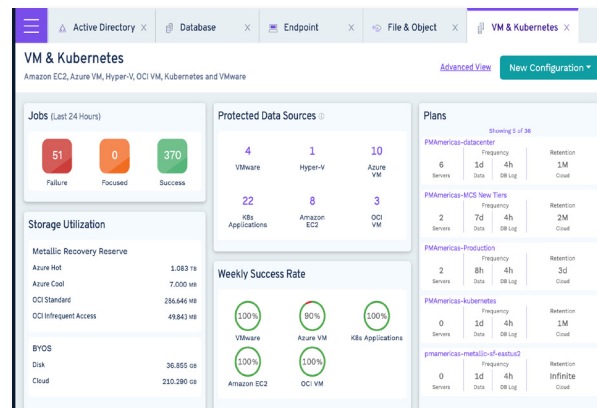 Active Directory X
Database X
Endpoint X
File & Object X
VM & Kubernetes X
VM & Kubernetes
Amazon EC2, Azure VM, Hyper-V, OCI VM, Kubernetes and VMware
Advanced View
New Configuration
Jobs (Last 24 Hours)
51 0 370
Failure Focused Success
Storage Utilization
Metallic Recovery Reserve
Azure Hot 1.083 TB
Azure Cool 7.000 MB
OCI Standard 286.646 MB
OCI Infrequent Access 49.843 MB
BYOS
Disk 36.855 GB
Cloud 210.290 GB
Protected Data Sources
4 1 10
VMware Hyper-V Azure
VM
22 8 3
K8s Amazon OCI
Applications EC2 VM
Weekly Success Rate
100% 90% 100%
VMware Azure VM K8s Applications
100% 100%
Amazon EC2 OCI VM
Plans
Showing 5 of 36
PMAmericas-datacenter
Frequency Retention
6 1d 4h 1M
Servers Data DB Log Cloud
PMAmericas-MCS New Tiers
Frequency Retention
2 7d 4h 2M
Servers Data DB Log Cloud
PMAmericas-Production
Frequency Retention
2 8h 4h 3d
Servers Data DB Log Cloud
PMAmericas-kubernetes
Frequency Retention
0 1d 4h 1M
Servers Data DB Log Cloud
pmamericas-metallic-sf-eastus2
Frequency Retention
0 1d 4h Infinite
Servers Data DB Log Cloud